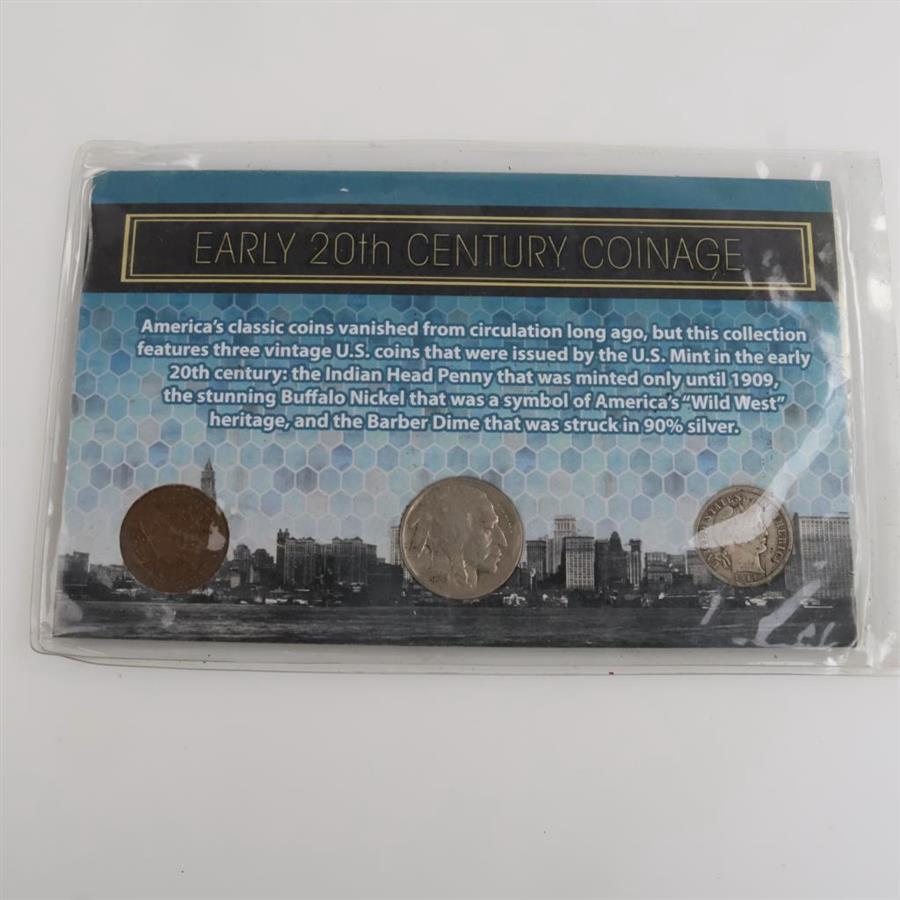 EARLY 20th CENTURY COINAGE
America's classic coins vanished from circulation long ago, but this collection
features three vintage U.S. coins that were issued by the U.S. Mint in the early
20th century: the Indian Head Penny that was minted only until 1909,
the stunning Buffalo Nickel that was a symbol of America's "Wild West"
heritage, and the Barber Dime that was struck in 90% silver.